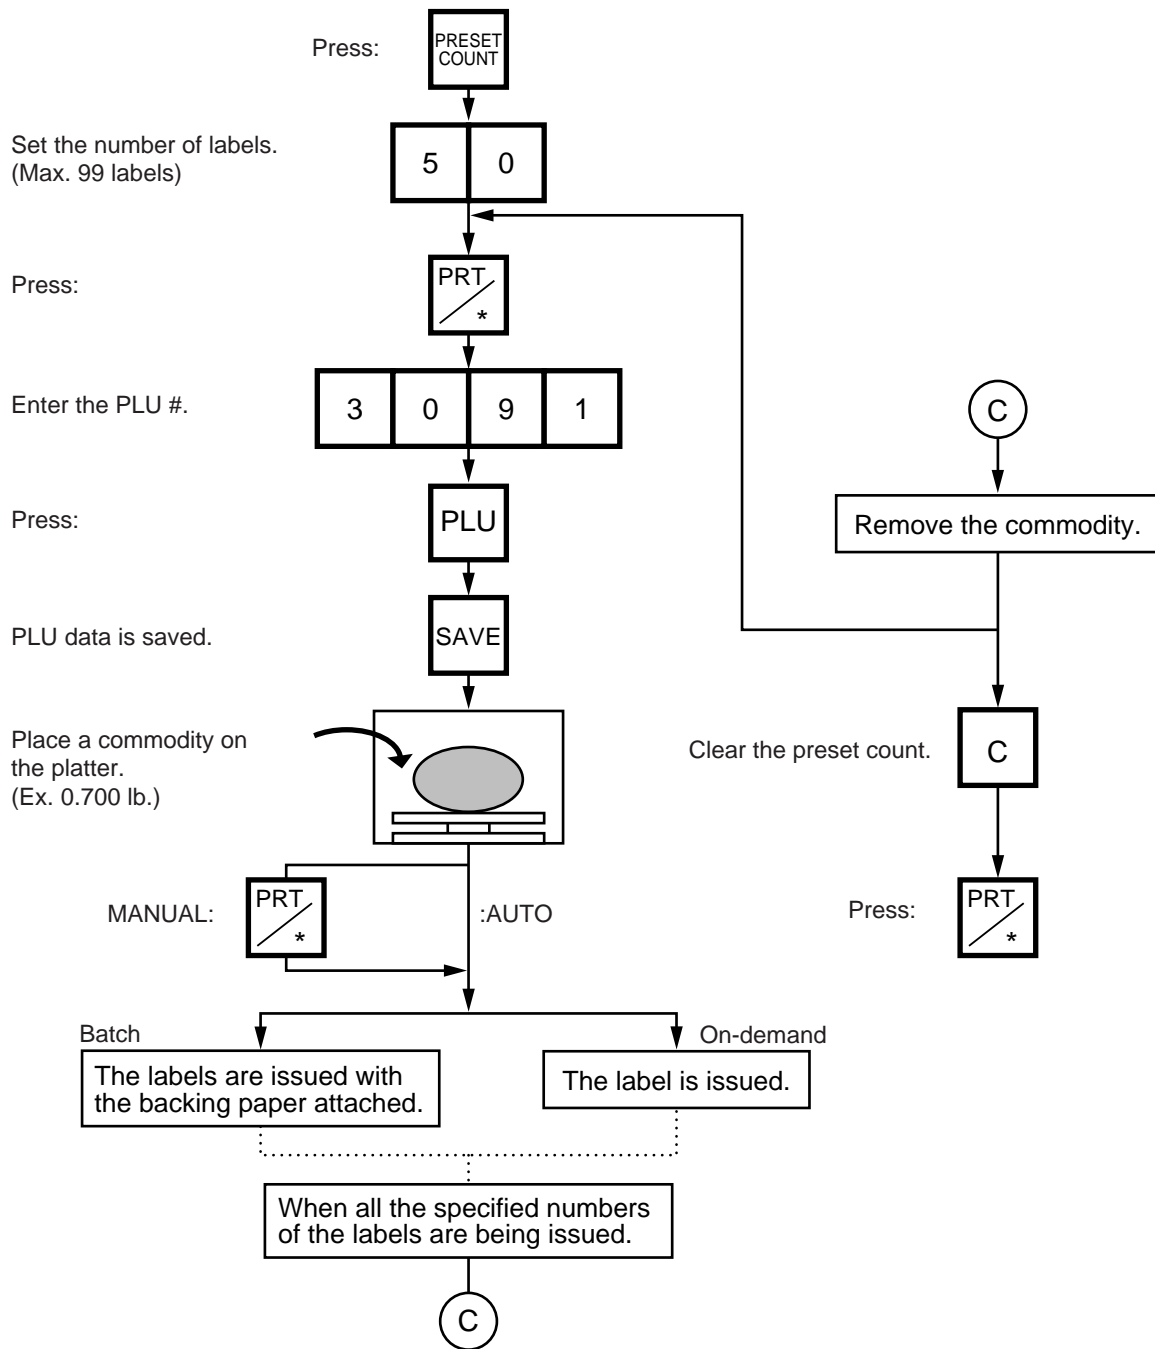 Press:
PRESET
COUNT
Set the number of labels.
(Max. 99 labels)
5 0
Press:
PRT
*
Enter the PLU #.
3 0 9 1
Press:
PLU
PLU data is saved.
SAVE
Place a commodity on
the platter.
(Ex. 0.700 lb.)
MANUAL:
PRT
*
:AUTO
Batch
The labels are issued with
the backing paper attached.
On-demand
The label is issued.
When all the specified numbers
of the labels are being issued.
C
C
Remove the commodity.
Clear the preset count.
C
Press:
PRT
*